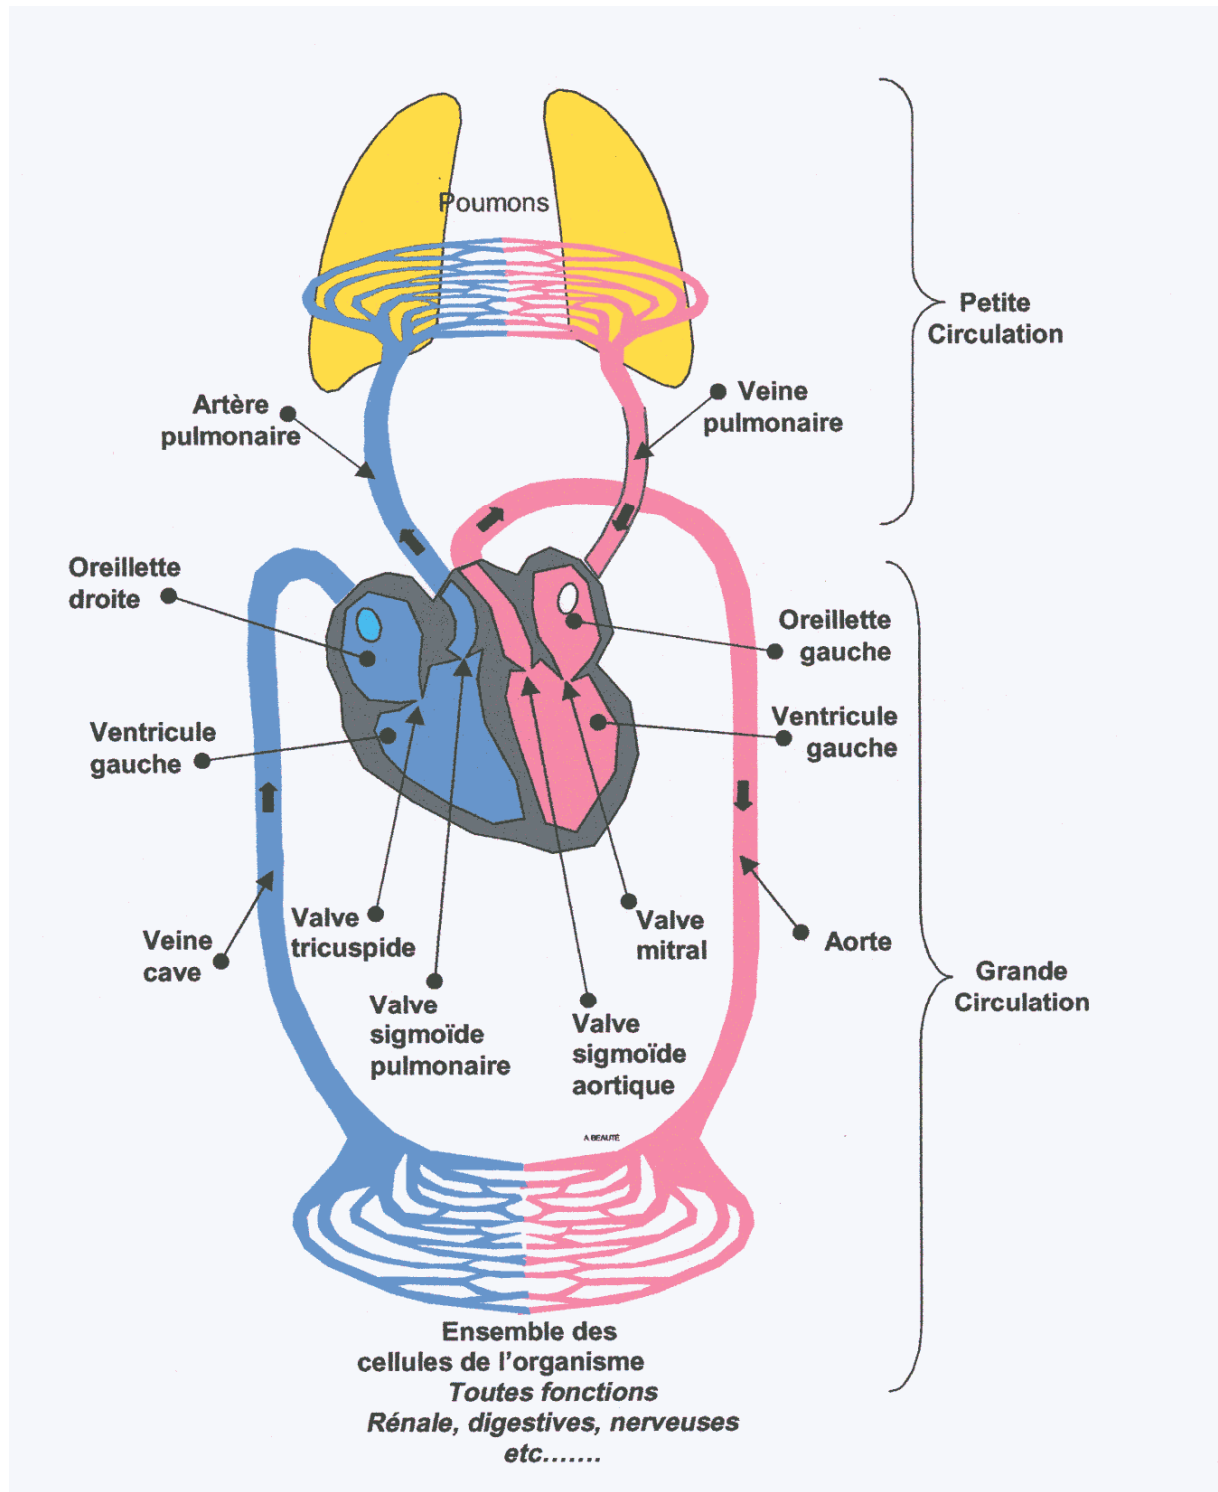 Poumons
Petite
Circulation
Artère
pulmonaire
Veine
pulmonaire
Oreillette
droite
Oreillette
gauche
Ventricule
gauche
Ventricule
gauche
Valve
tricuspide
Valve
mitral
Veine
cave
Aorte
Grande
Circulation
Valve
sigmoïde
pulmonaire
Valve
sigmoïde
aortique
A BEAUTÉ
Ensemble des
cellules de l'organisme
Toutes fonctions
Rénale, digestives, nerveuses
etc.......